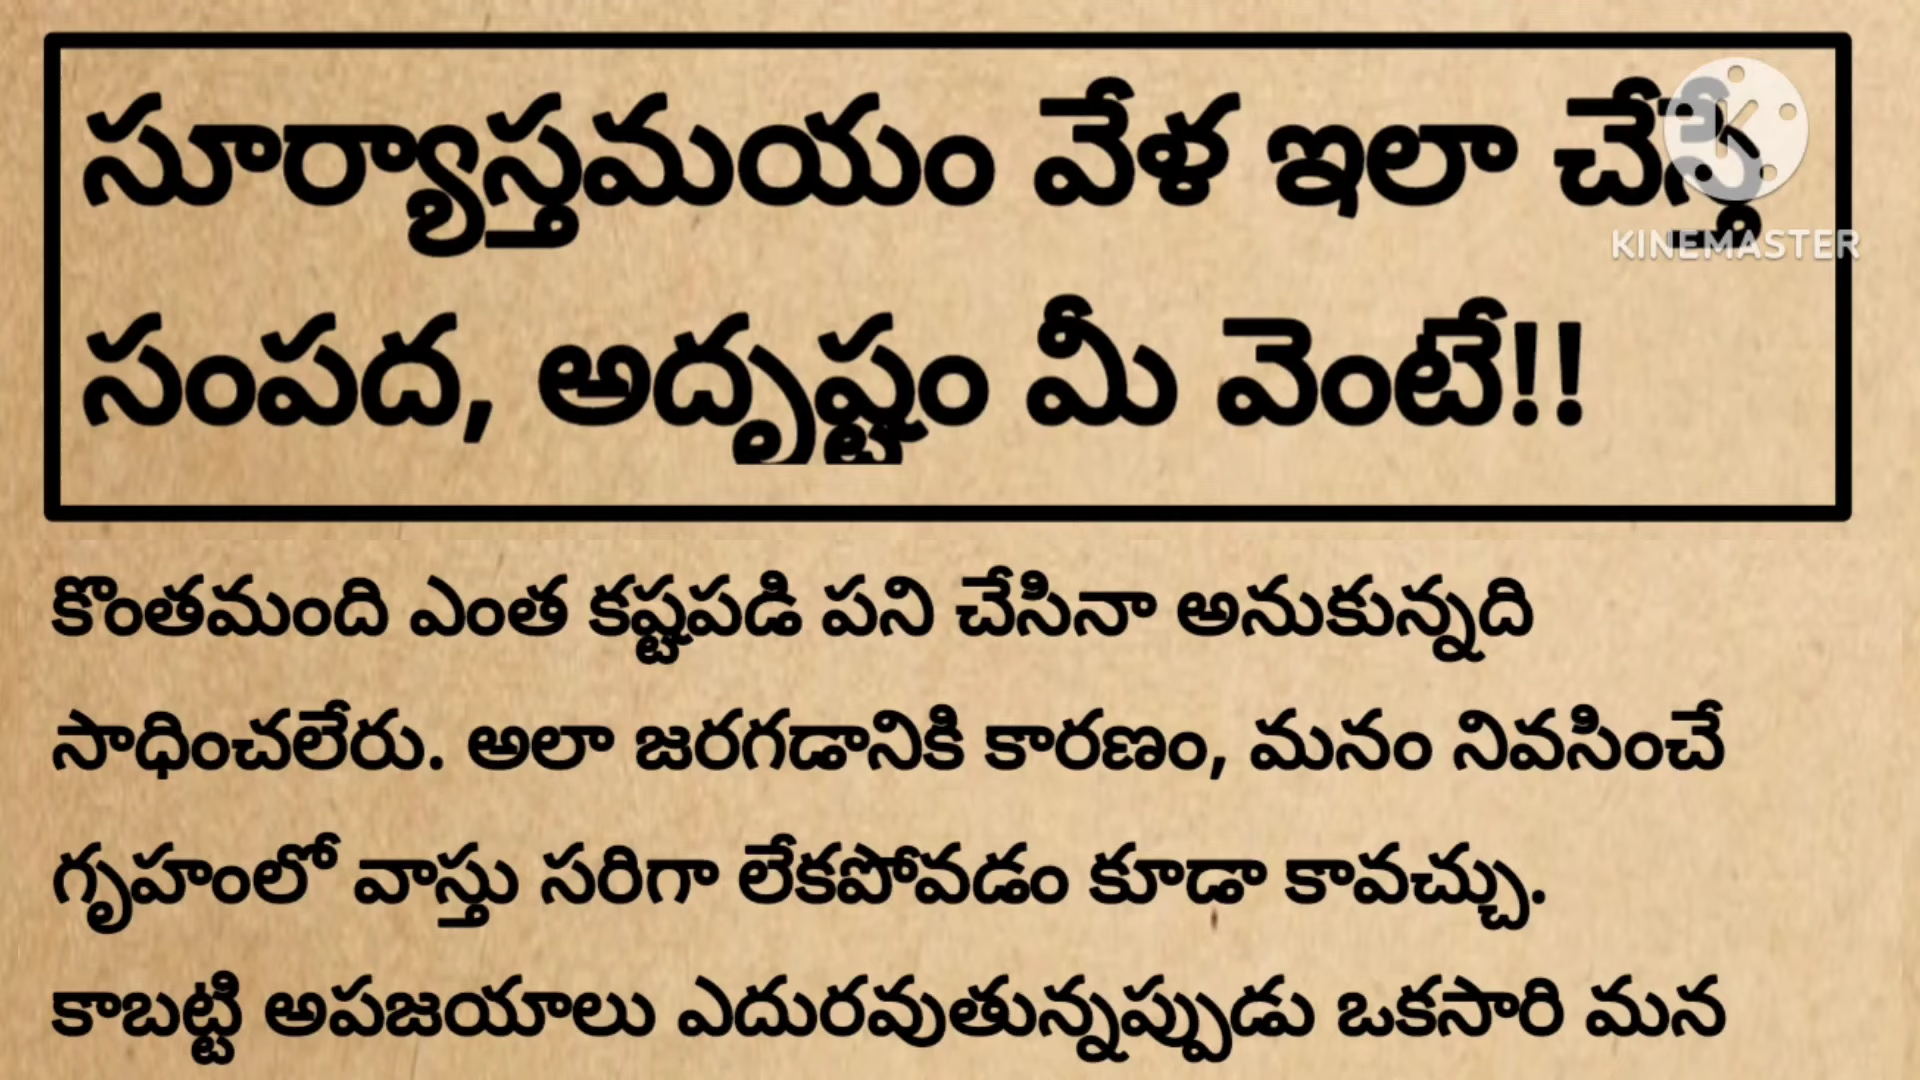 సూర్యాస్తమయం వేళ ఇలా చేస్తే
KINEMASTER
సంపద, అదృష్టం మీ వెంటే!!
కొంతమంది ఎంత కష్టపడి పని చేసినా అనుకున్నది
సాధించలేరు. అలా జరగడానికి కారణం, మనం నివసించే
గృహంలో వాస్తు సరిగా లేకపోవడం కూడా కావచ్చు.
కాబట్టి అపజయాలు ఎదురవుతున్నప్పుడు ఒకసారి మన